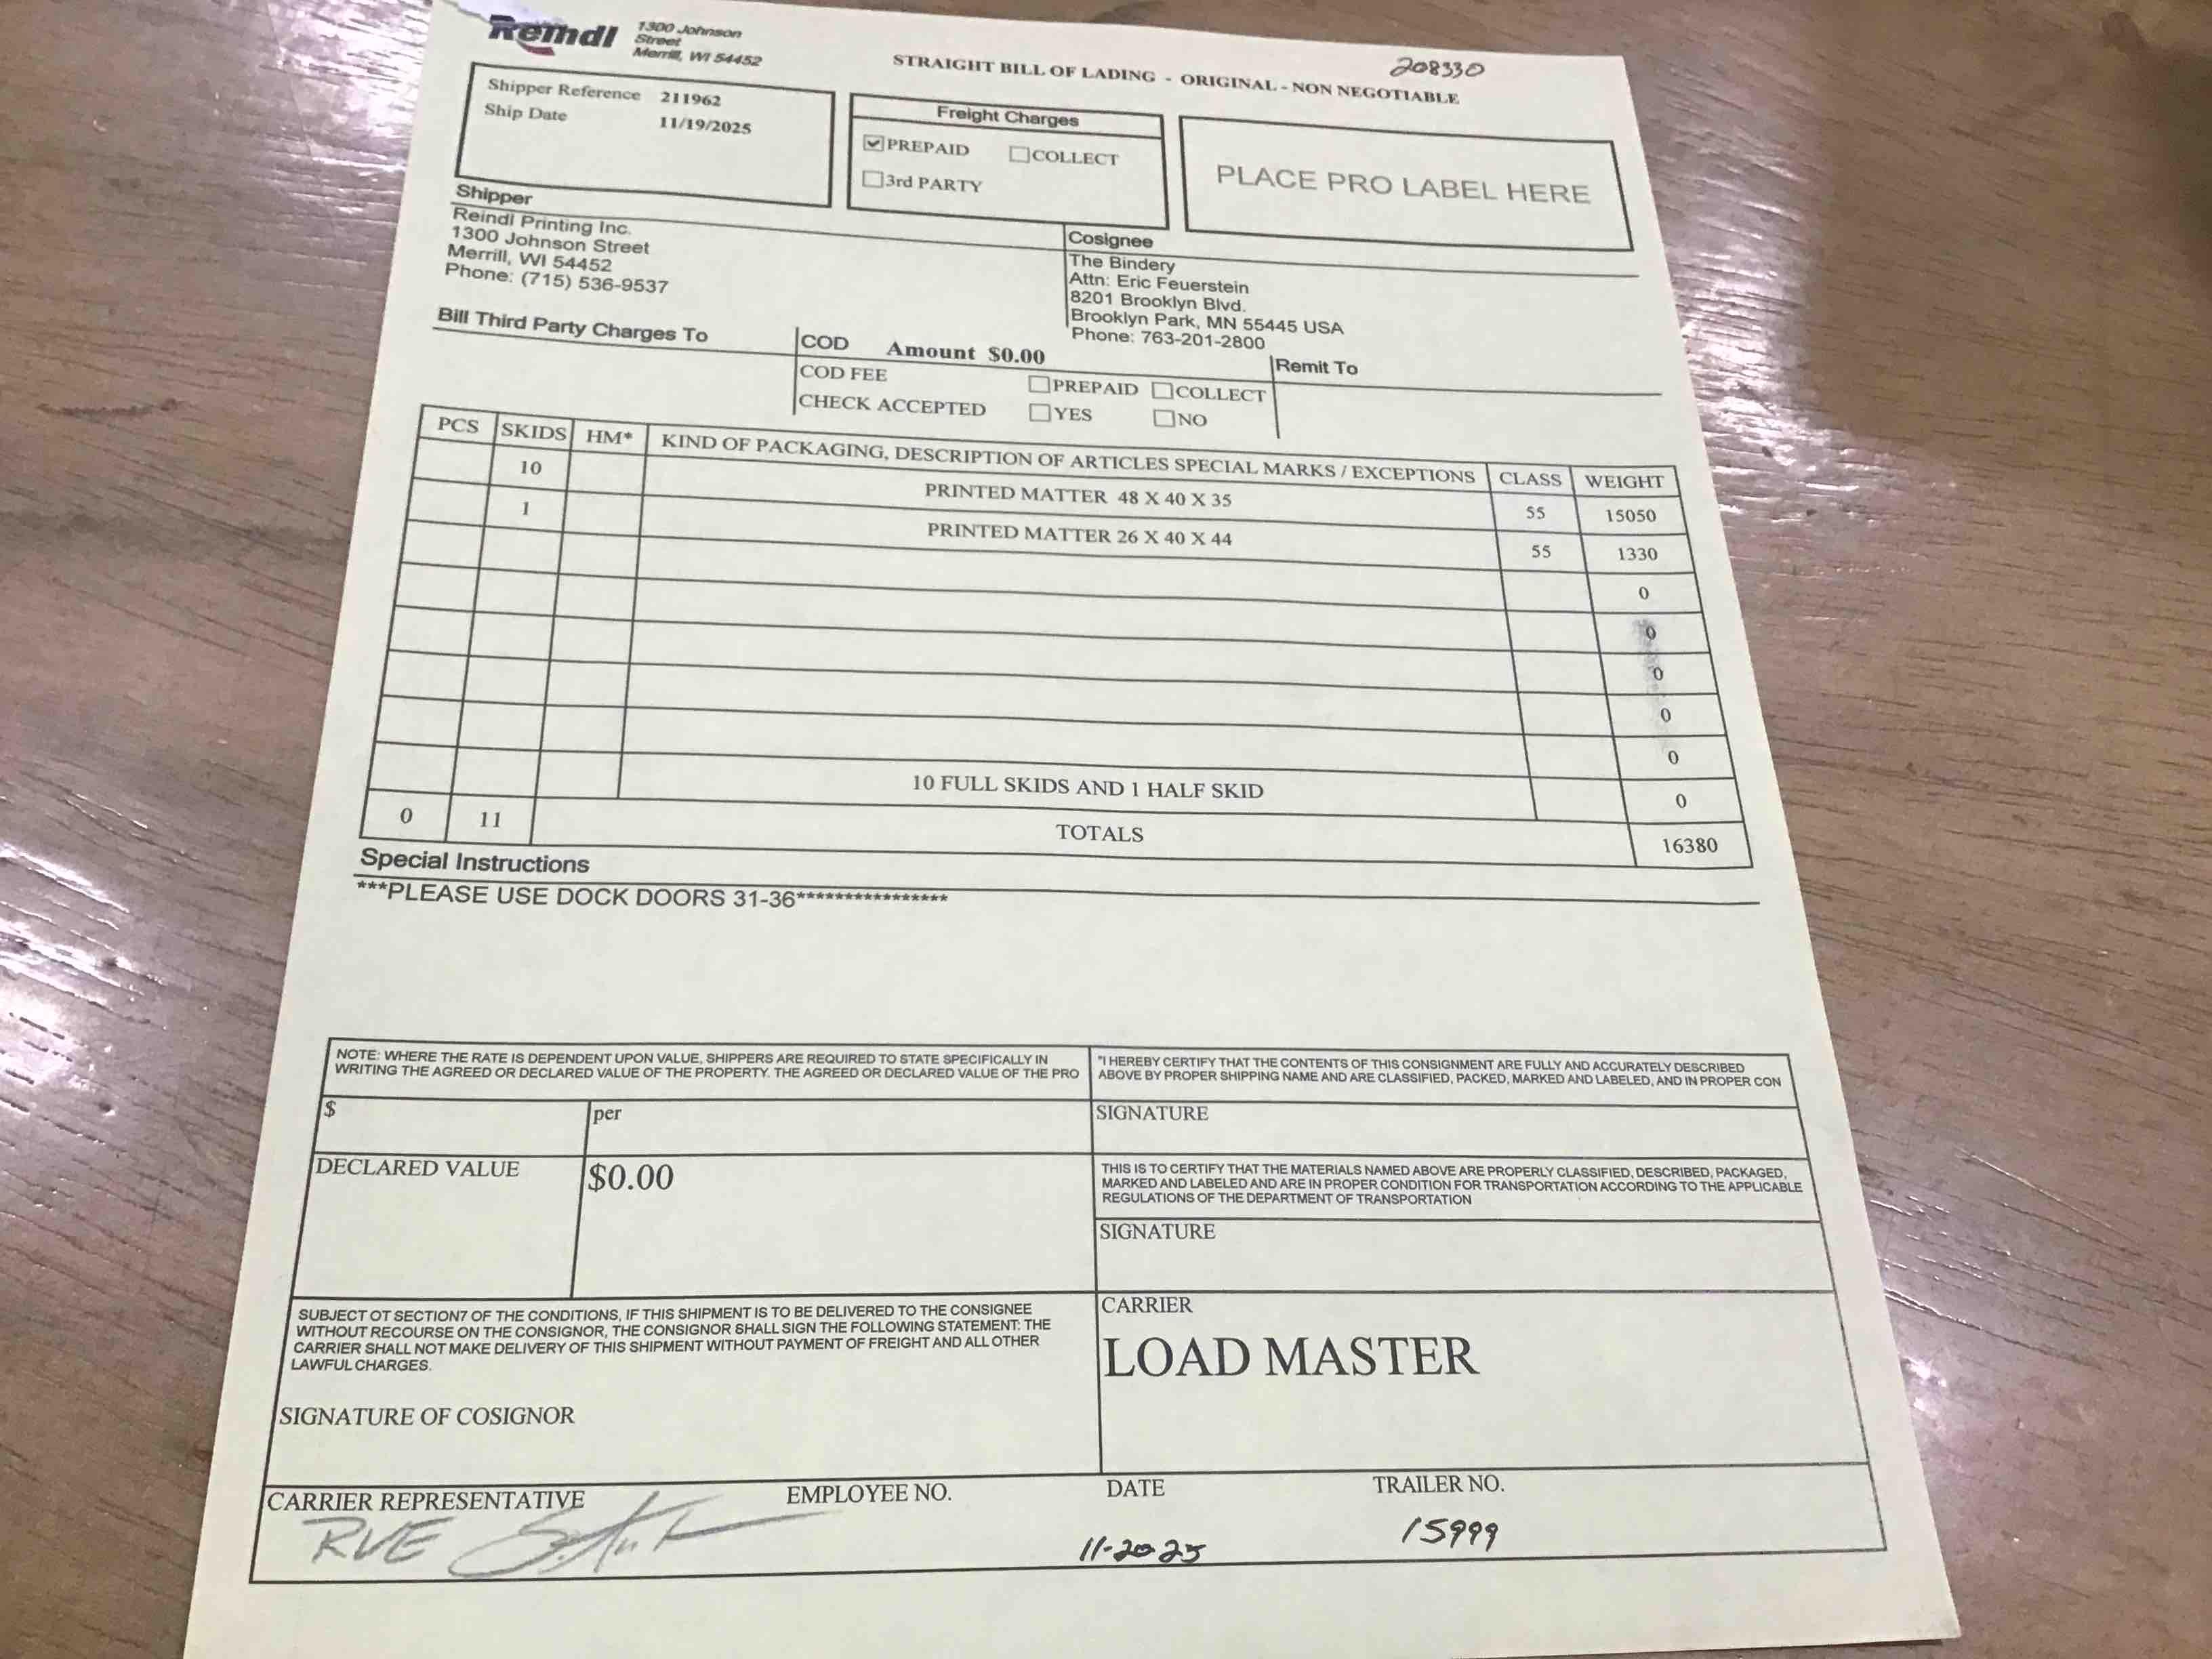 Reindl
1300 Johnson
Street
Merrill, WI 54452
STRAIGHT BILL OF LADING - ORIGINAL - NON NEGOTIABLE
208330
Shipper Reference 211962
Ship Date 11/19/2025
Freight Charges
PREPAID COLLECT
3rd PARTY
PLACE PRO LABEL HERE
Shipper
Reindl Printing Inc.
1300 Johnson Street
Merrill, WI 54452
Phone: (715) 536-9537
Cosignee
The Bindery
Attn: Eric Feuerstein
8201 Brooklyn Blvd.
Brooklyn Park, MN 55445 USA
Phone: 763-201-2800
Bill Third Party Charges To
COD Amount $0.00
COD FEE PREPAID COLLECT
CHECK ACCEPTED YES NO
Remit To
PCS SKIDS HM* KIND OF PACKAGING, DESCRIPTION OF ARTICLES SPECIAL MARKS / EXCEPTIONS CLASS WEIGHT
10 PRINTED MATTER 48 X 40 X 35 55 15050
1 PRINTED MATTER 26 X 40 X 44 55 1330
0
0
0
0
0
10 FULL SKIDS AND 1 HALF SKID 0
0 11 TOTALS 16380
Special Instructions
***PLEASE USE DOCK DOORS 31-36****************
NOTE: WHERE THE RATE IS DEPENDENT UPON VALUE, SHIPPERS ARE REQUIRED TO STATE SPECIFICALLY IN
WRITING THE AGREED OR DECLARED VALUE OF THE PROPERTY. THE AGREED OR DECLARED VALUE OF THE PRO
"I HEREBY CERTIFY THAT THE CONTENTS OF THIS CONSIGNMENT ARE FULLY AND ACCURATELY DESCRIBED
ABOVE BY PROPER SHIPPING NAME AND ARE CLASSIFIED, PACKED, MARKED AND LABELED, AND IN PROPER CON
$ per
SIGNATURE
DECLARED VALUE $0.00
THIS IS TO CERTIFY THAT THE MATERIALS NAMED ABOVE ARE PROPERLY CLASSIFIED, DESCRIBED, PACKAGED,
MARKED AND LABELED AND ARE IN PROPER CONDITION FOR TRANSPORTATION ACCORDING TO THE APPLICABLE
REGULATIONS OF THE DEPARTMENT OF TRANSPORTATION
SIGNATURE
SUBJECT OT SECTION7 OF THE CONDITIONS, IF THIS SHIPMENT IS TO BE DELIVERED TO THE CONSIGNEE
WITHOUT RECOURSE ON THE CONSIGNOR, THE CONSIGNOR SHALL SIGN THE FOLLOWING STATEMENT: THE
CARRIER SHALL NOT MAKE DELIVERY OF THIS SHIPMENT WITHOUT PAYMENT OF FREIGHT AND ALL OTHER
LAWFUL CHARGES.
SIGNATURE OF COSIGNOR
CARRIER
LOAD MASTER
CARRIER REPRESENTATIVE EMPLOYEE NO. DATE TRAILER NO.
RVE 11-20-25 15999